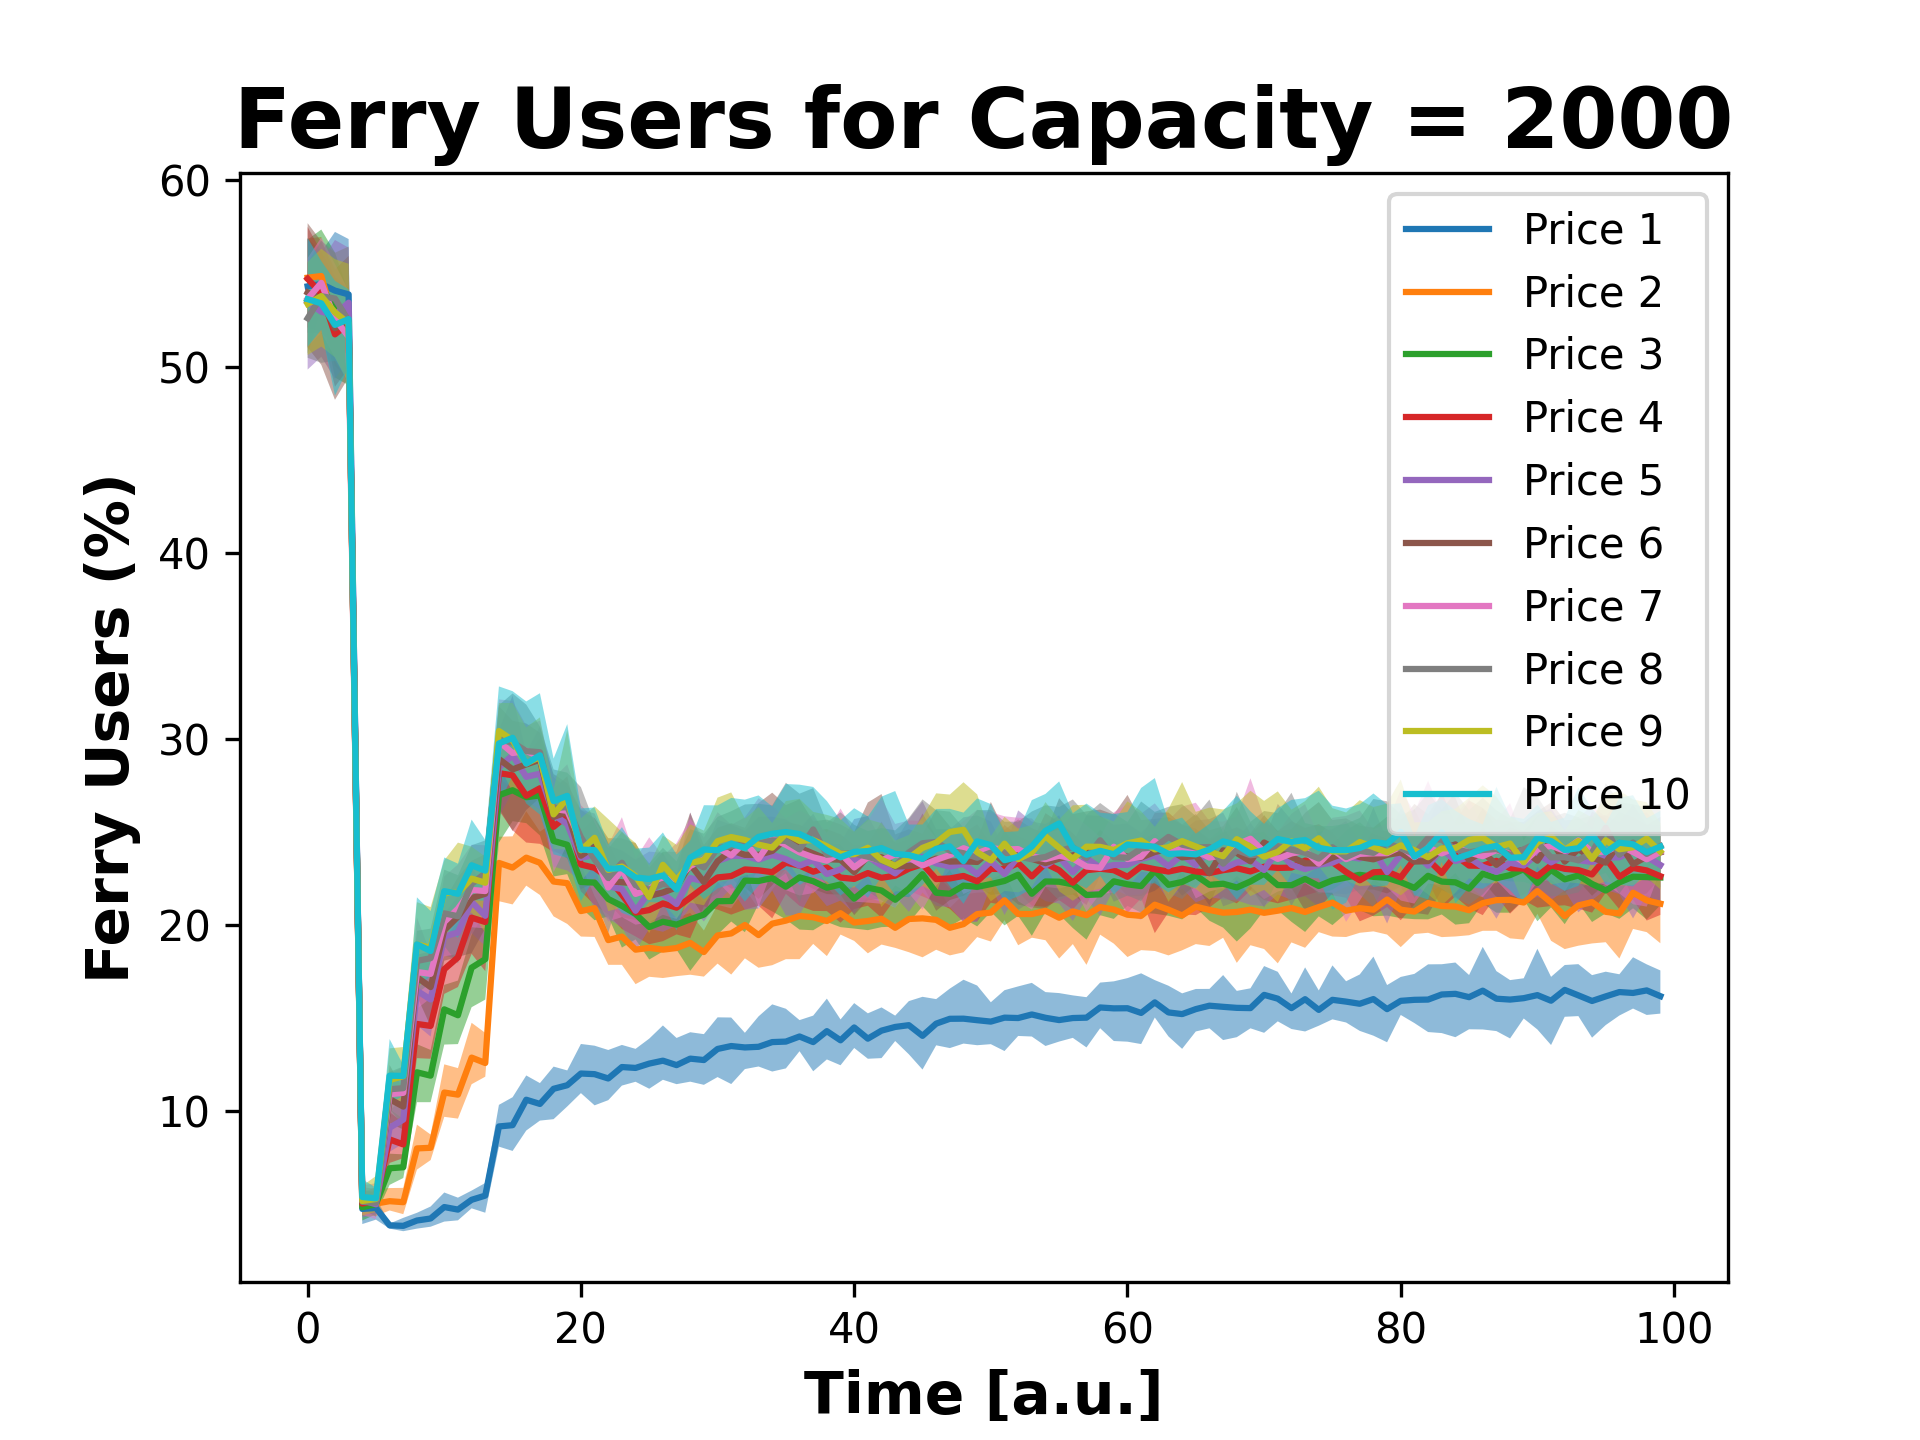 Ferry Users for Capacity = 2000
Ferry Users (%)
60
50
40
30
20
10
Price 1
Price 2
Price 3
Price 4
Price 5
Price 6
Price 7
Price 8
Price 9
Price 10
0
20
40
60
80
100
Time [a.u.]